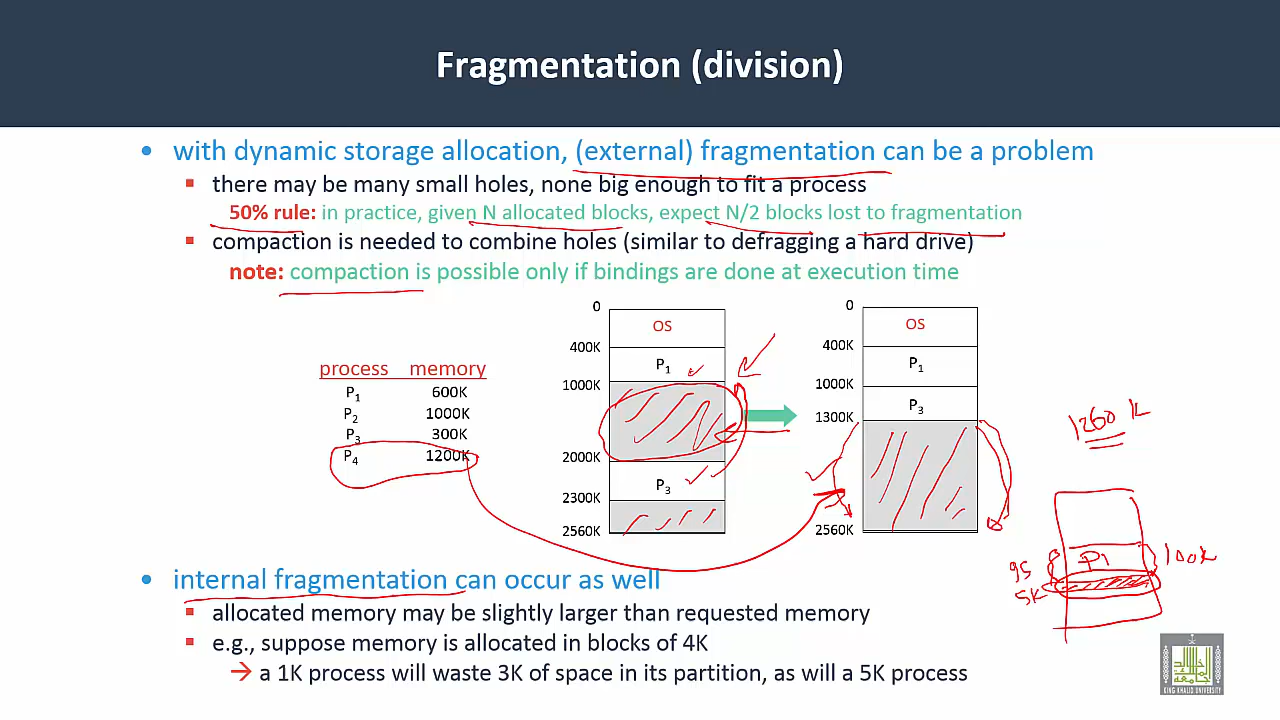 Fragmentation (division)
• with dynamic storage allocation, (external) fragmentation can be a problem
▪ there may be many small holes, none big enough to fit a process
50% rule: in practice, given N allocated blocks, expect N/2 blocks lost to fragmentation
▪ compaction is needed to combine holes (similar to defragging a hard drive)
note: compaction is possible only if bindings are done at execution time
process memory
P1 600K
P2 1000K
P3 300K
P4 1200K
0
OS
400K
P1
1000K
2000K
P3
2300K
2560K
0
OS
400K
P1
1000K
P3
1300K
2560K
1260 K
P1
100K
95
5K
• internal fragmentation can occur as well
▪ allocated memory may be slightly larger than requested memory
▪ e.g., suppose memory is allocated in blocks of 4K
→ a 1K process will waste 3K of space in its partition, as will a 5K process
KING KHALID UNIVERSITY